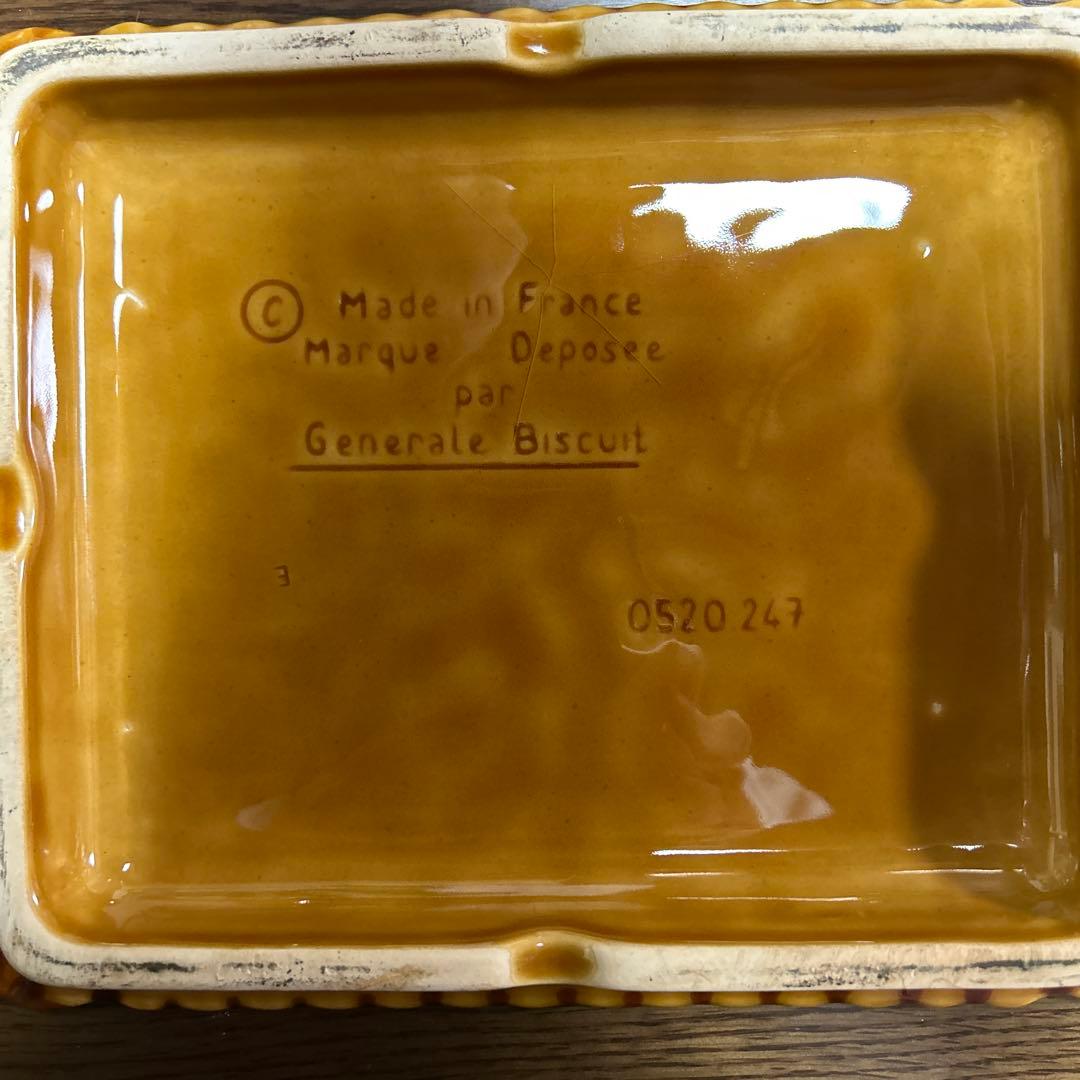 © Made in France
Marque Deposee
par
Generale Biscuit
3
0520 247